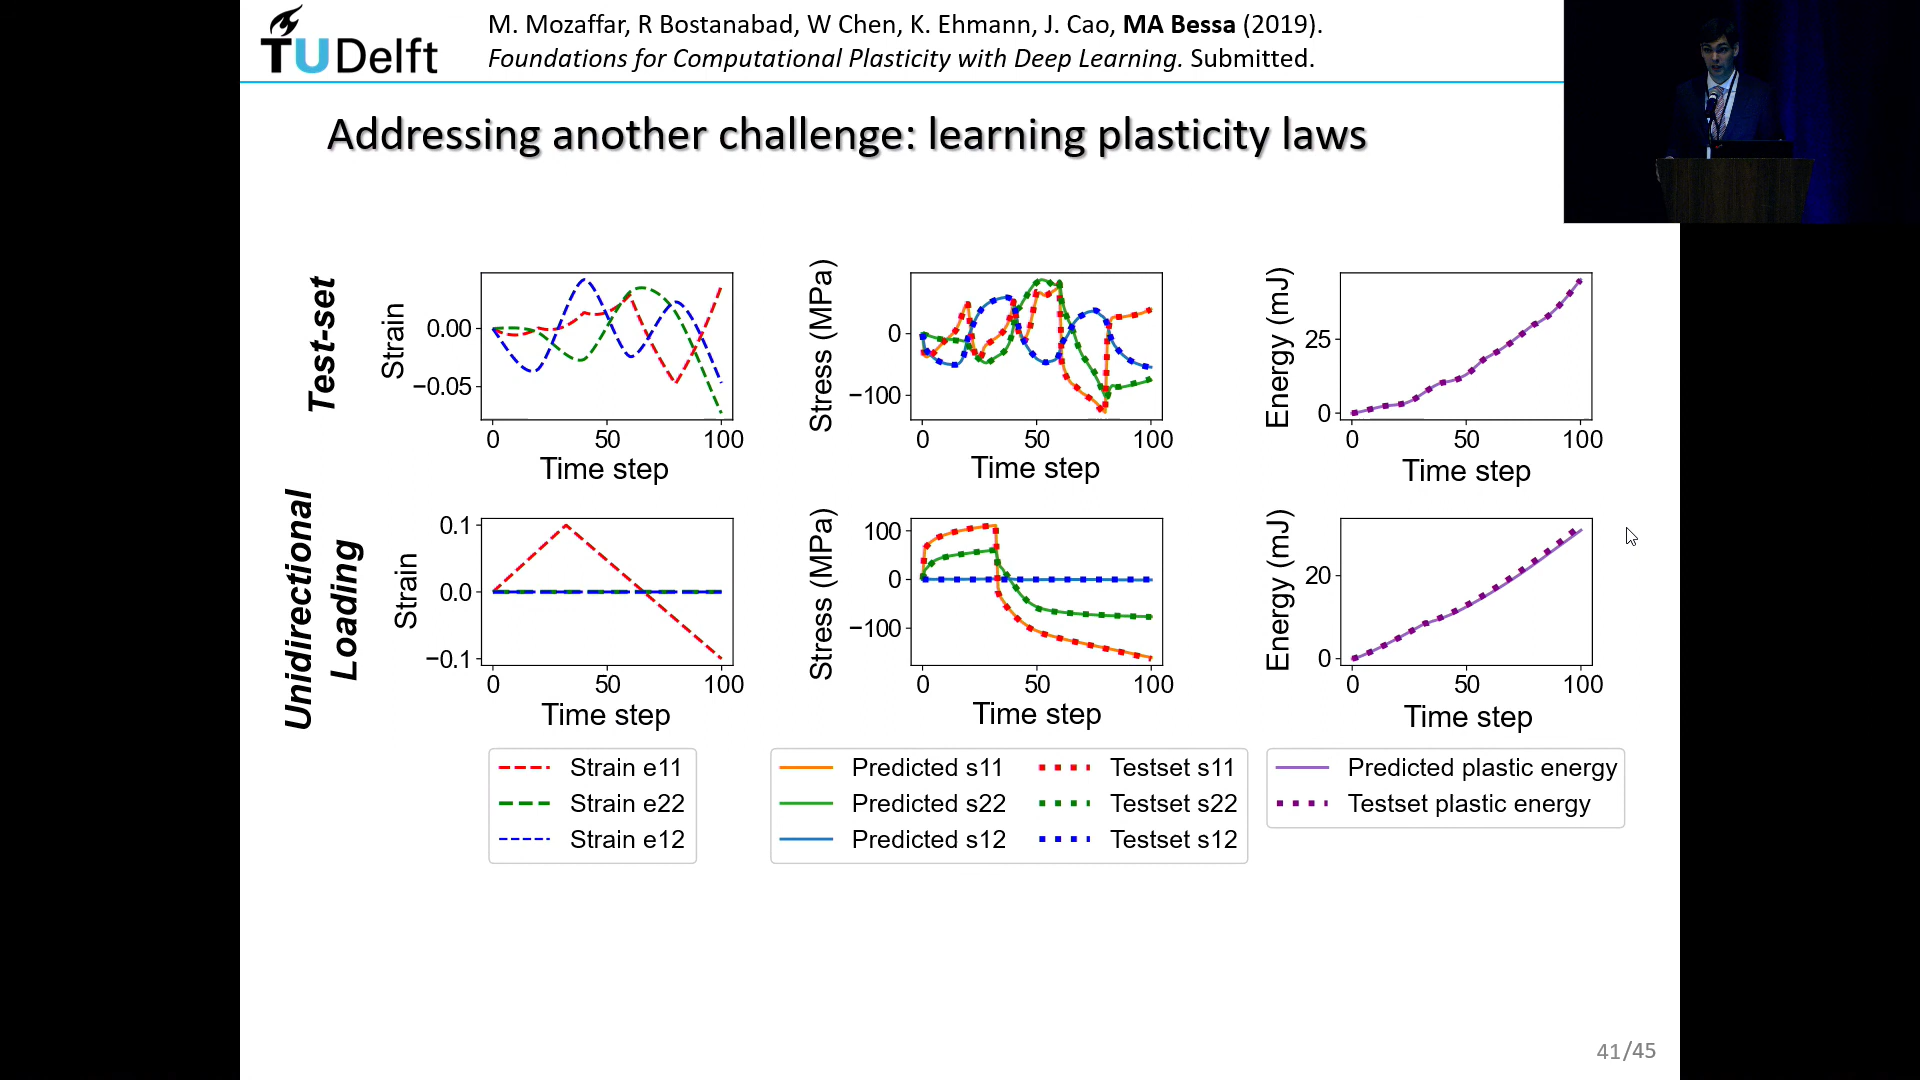 TUDelft
M. Mozaffar, R Bostanabad, W Chen, K. Ehmann, J. Cao, MA Bessa (2019).
Foundations for Computational Plasticity with Deep Learning. Submitted.
Addressing another challenge: learning plasticity laws
Test-set
Strain
0.00
−0.05
0 50 100
Time step
Stress (MPa)
0
−100
0 50 100
Time step
Energy (mJ)
25
0
0 50 100
Time step
Unidirectional
Loading
Strain
0.1
0.0
−0.1
0 50 100
Time step
Stress (MPa)
100
0
−100
0 50 100
Time step
Energy (mJ)
20
0
0 50 100
Time step
Strain e11
Strain e22
Strain e12
Predicted s11 Testset s11
Predicted s22 Testset s22
Predicted s12 Testset s12
Predicted plastic energy
Testset plastic energy
41/45